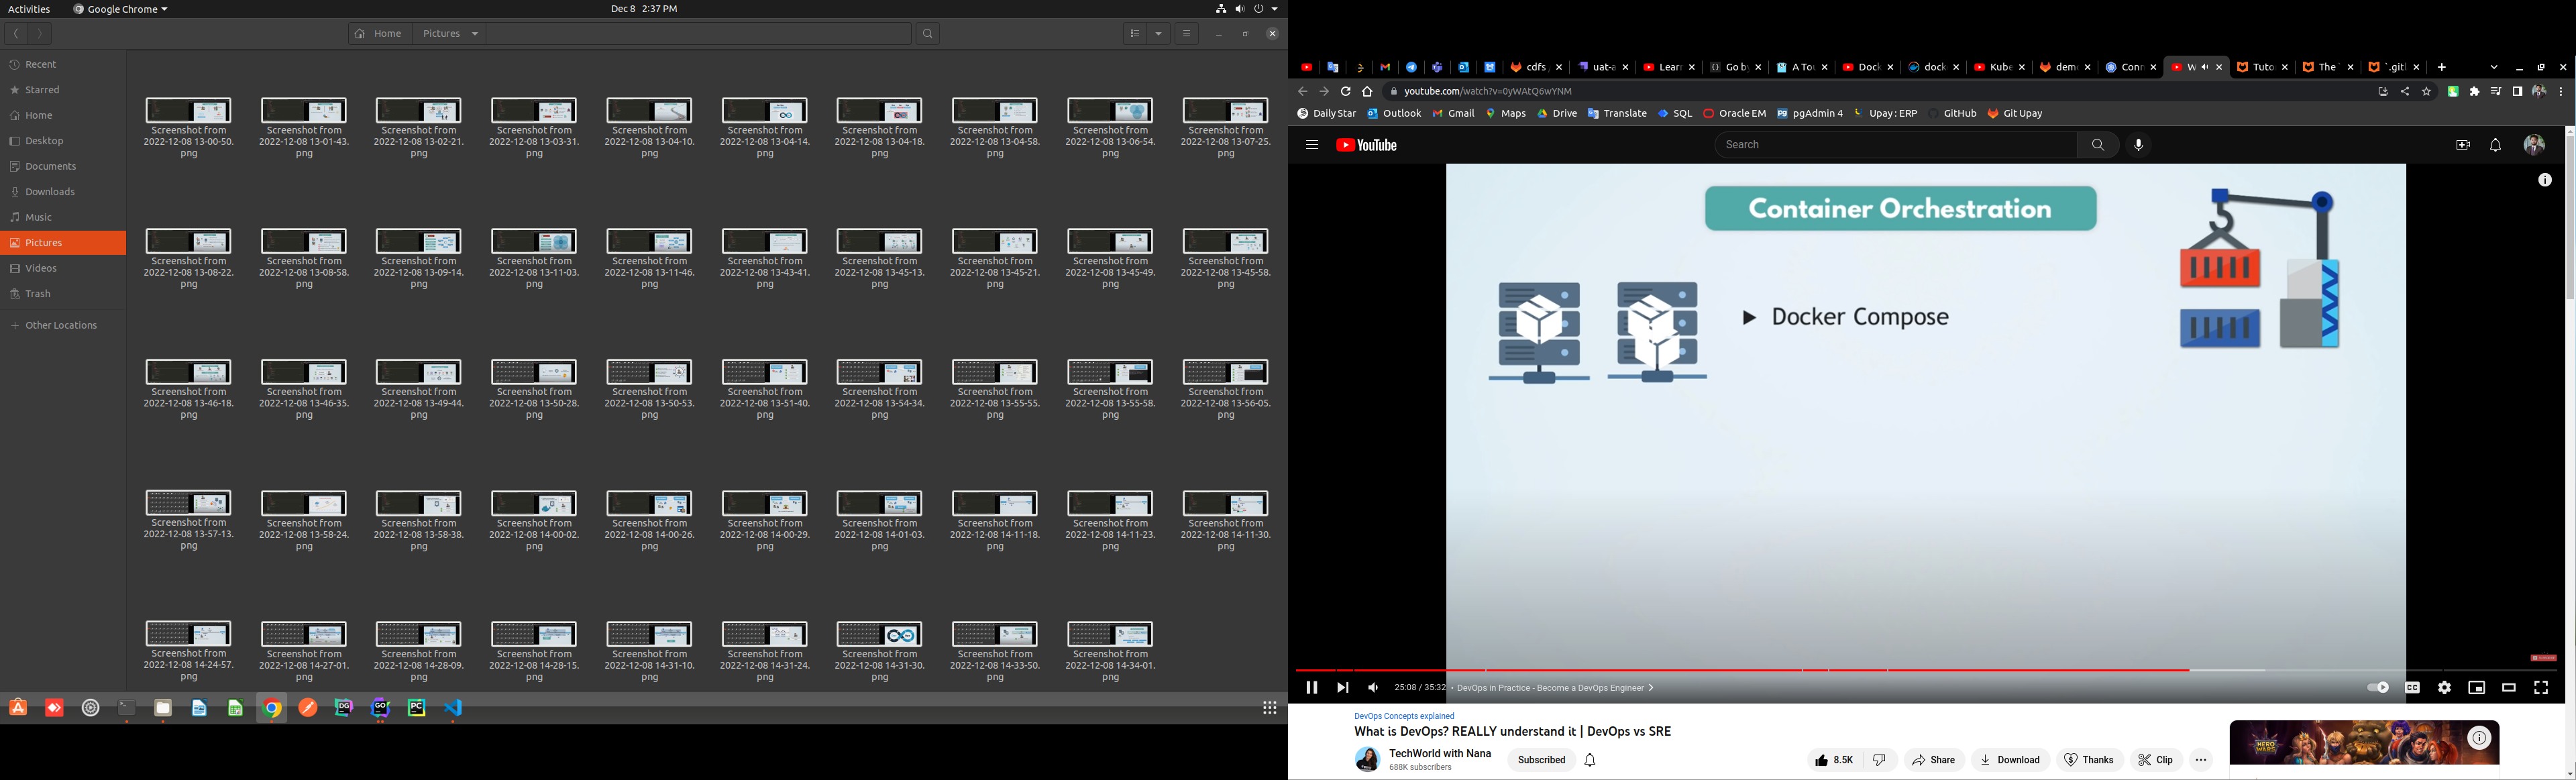 Activities
Google Chrome
Dec 8 2:37 PM
Home
Pictures
Recent
Starred
Home
Desktop
Documents
Downloads
Music
Pictures
Videos
Trash
Other Locations
Screenshot from Screenshot from Screenshot from Screenshot from Screenshot from Screenshot from Screenshot from Screenshot from Screenshot from Screenshot from
2022-12-08 13-00-50. 2022-12-08 13-01-43. 2022-12-08 13-02-21. 2022-12-08 13-03-31. 2022-12-08 13-04-10. 2022-12-08 13-04-14. 2022-12-08 13-04-18. 2022-12-08 13-04-58. 2022-12-08 13-06-54. 2022-12-08 13-07-25.
png png png png png png png png png png
Screenshot from Screenshot from Screenshot from Screenshot from Screenshot from Screenshot from Screenshot from Screenshot from Screenshot from Screenshot from
2022-12-08 13-08-22. 2022-12-08 13-08-58. 2022-12-08 13-09-14. 2022-12-08 13-11-03. 2022-12-08 13-11-46. 2022-12-08 13-43-41. 2022-12-08 13-45-13. 2022-12-08 13-45-21. 2022-12-08 13-45-49. 2022-12-08 13-45-58.
png png png png png png png png png png
Screenshot from Screenshot from Screenshot from Screenshot from Screenshot from Screenshot from Screenshot from Screenshot from Screenshot from Screenshot from
2022-12-08 13-46-18. 2022-12-08 13-46-35. 2022-12-08 13-49-44. 2022-12-08 13-50-28. 2022-12-08 13-50-53. 2022-12-08 13-51-40. 2022-12-08 13-54-34. 2022-12-08 13-55-55. 2022-12-08 13-55-58. 2022-12-08 13-56-05.
png png png png png png png png png png
Screenshot from Screenshot from Screenshot from Screenshot from Screenshot from Screenshot from Screenshot from Screenshot from Screenshot from Screenshot from
2022-12-08 13-57-13. 2022-12-08 13-58-24. 2022-12-08 13-58-38. 2022-12-08 14-00-02. 2022-12-08 14-00-26. 2022-12-08 14-00-29. 2022-12-08 14-01-03. 2022-12-08 14-11-18. 2022-12-08 14-11-23. 2022-12-08 14-11-30.
png png png png png png png png png png
Screenshot from Screenshot from Screenshot from Screenshot from Screenshot from Screenshot from Screenshot from Screenshot from Screenshot from
2022-12-08 14-24-57. 2022-12-08 14-27-01. 2022-12-08 14-28-09. 2022-12-08 14-28-15. 2022-12-08 14-31-10. 2022-12-08 14-31-24. 2022-12-08 14-31-30. 2022-12-08 14-33-50. 2022-12-08 14-34-01.
png png png png png png png png png
DG GO PC
cdfs uat-a Learn Go by A Tou Dock dock Kube dem Conn W Tuto The `.gitl
youtube.com/watch?v=0yWAtQ6wYNM
Daily Star Outlook Gmail Maps Drive Translate SQL Oracle EM pgAdmin 4 Upay : ERP GitHub Git Upay
YouTube
Search
Container Orchestration
Docker Compose
25:08 / 35:32 • DevOps in Practice - Become a DevOps Engineer
DevOps Concepts explained
What is DevOps? REALLY understand it | DevOps vs SRE
TechWorld with Nana
688K subscribers
Subscribed
8.5K
Share
Download
Thanks
Clip
HERO WARS